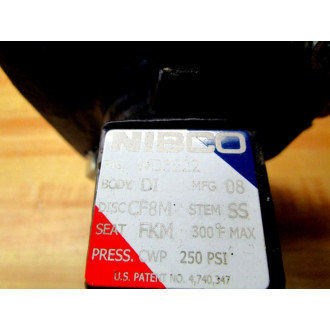 NIBCO
BODY DI MFG 08
DISC CF8M STEM SS
SEAT FKM 300°F MAX
PRESS. CWP 250 PSI
U.S. PATENT NO. 4,740,347